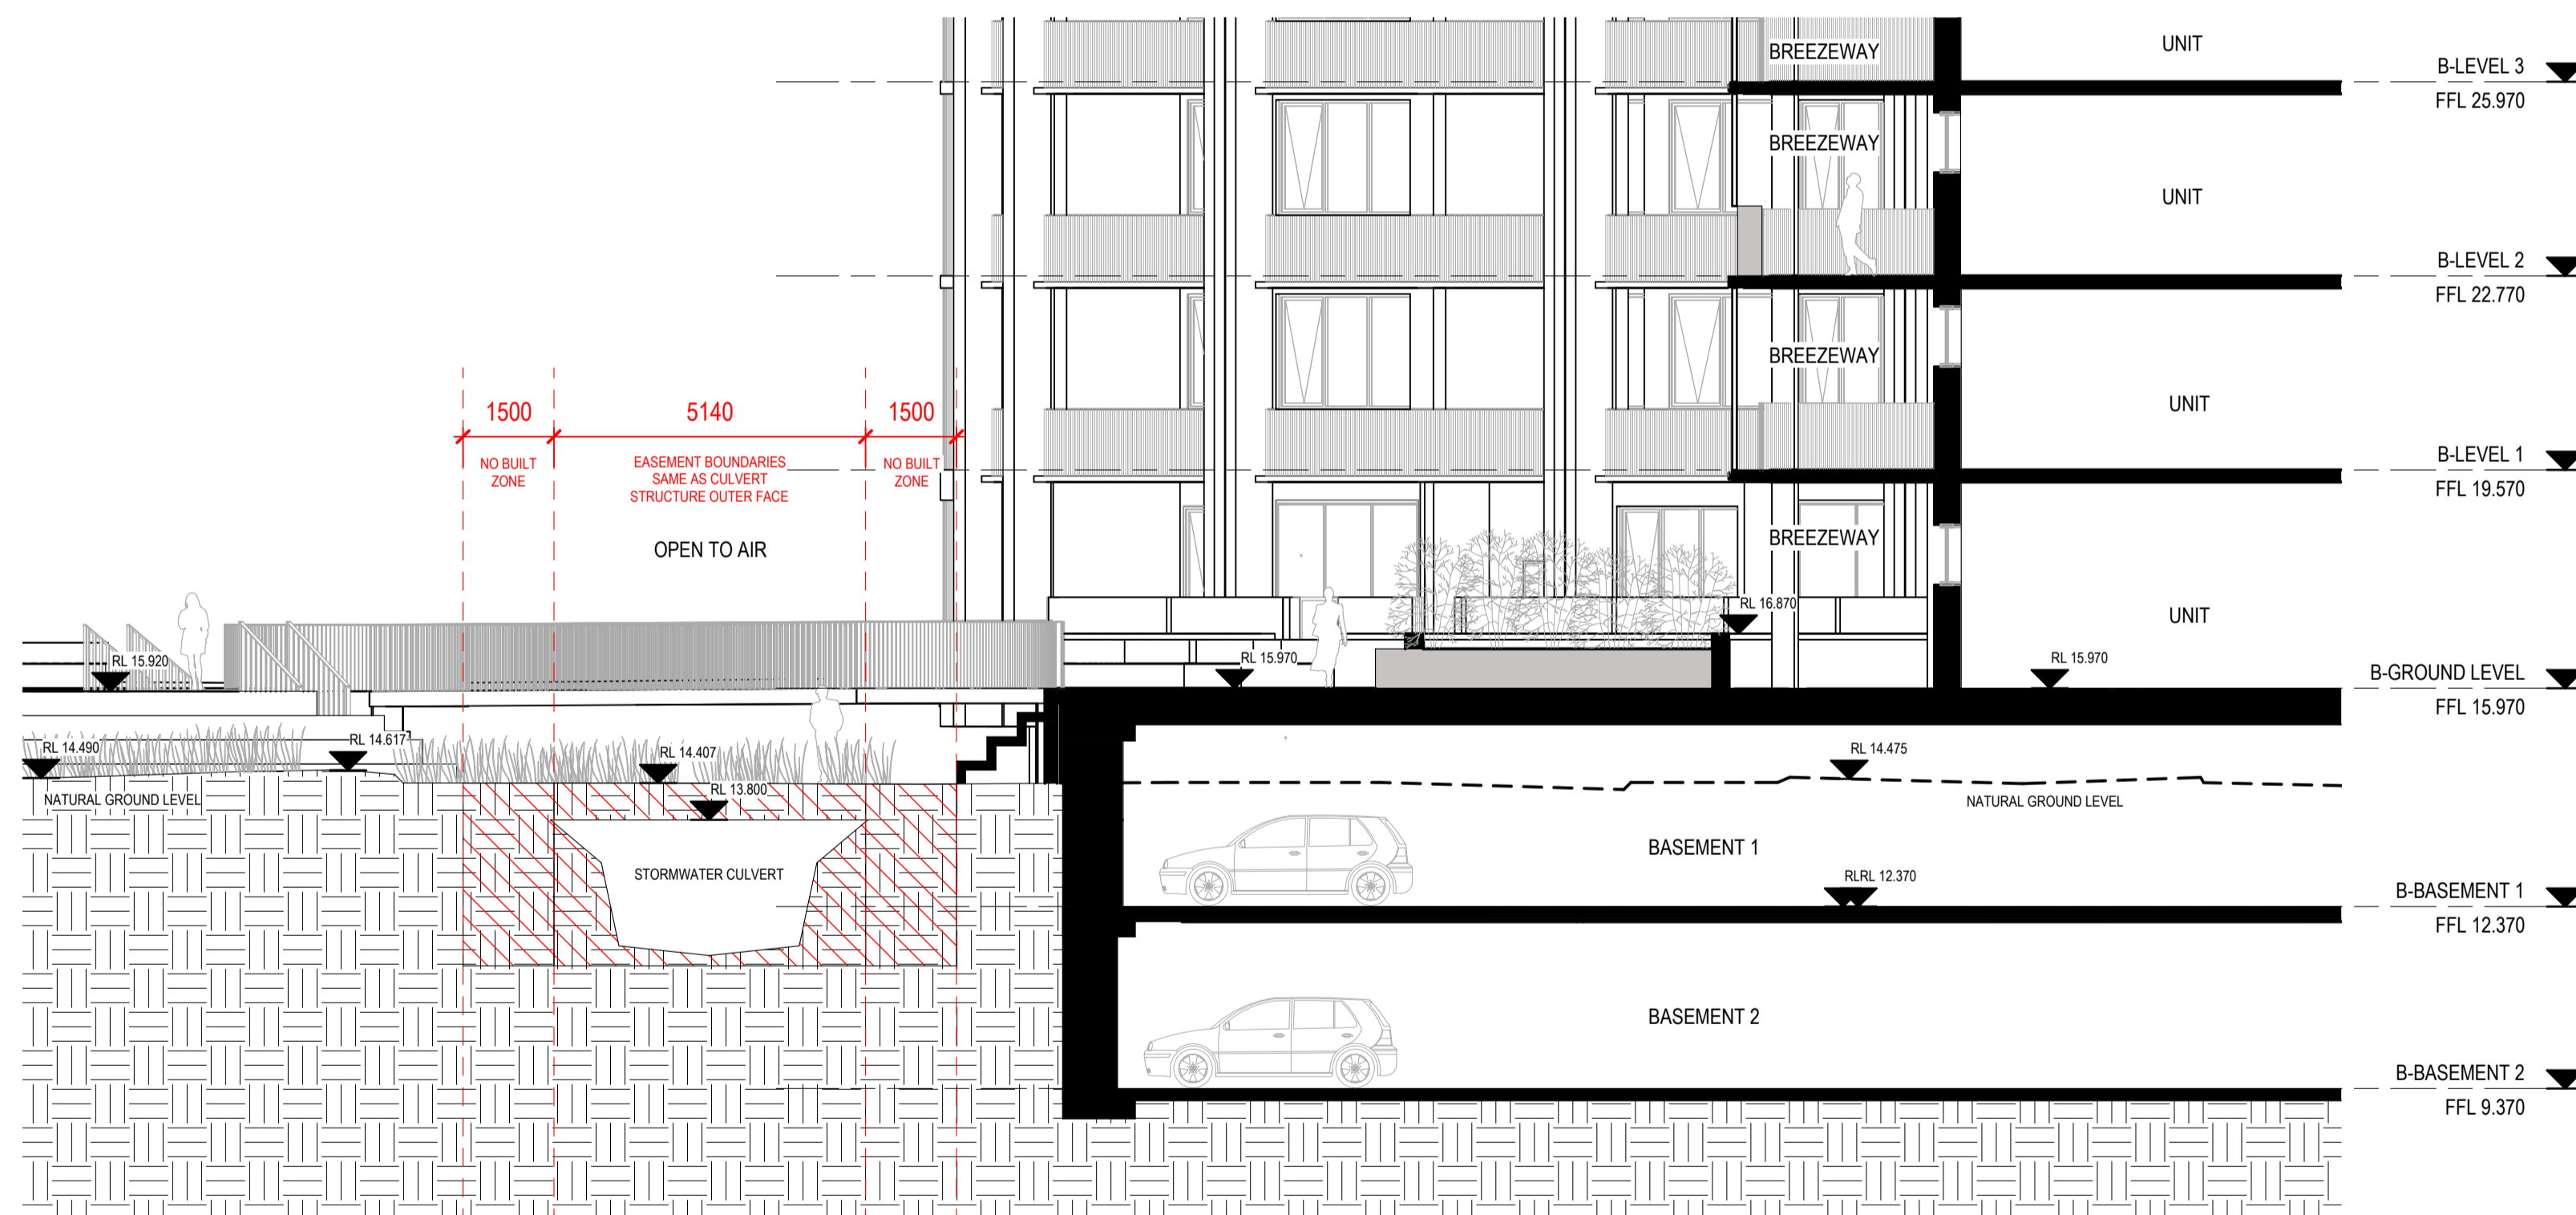 BREEZEWAY
UNIT
B-LEVEL 3
FFL 25.970
BREEZEWAY
UNIT
B-LEVEL 2
FFL 22.770
BREEZEWAY
UNIT
1500
5140
1500
NO BUILT
ZONE
EASEMENT BOUNDARIES
SAME AS CULVERT
STRUCTURE OUTER FACE
NO BUILT
ZONE
B-LEVEL 1
FFL 19.570
OPEN TO AIR
BREEZEWAY
UNIT
RL 16.870
RL 15.920
RL 15.970
RL 15.970
B-GROUND LEVEL
FFL 15.970
RL 14.490
RL 14.617
RL 14.407
RL 14.475
RL 13.800
NATURAL GROUND LEVEL
NATURAL GROUND LEVEL
BASEMENT 1
STORMWATER CULVERT
RLRL 12.370
B-BASEMENT 1
FFL 12.370
BASEMENT 2
B-BASEMENT 2
FFL 9.370